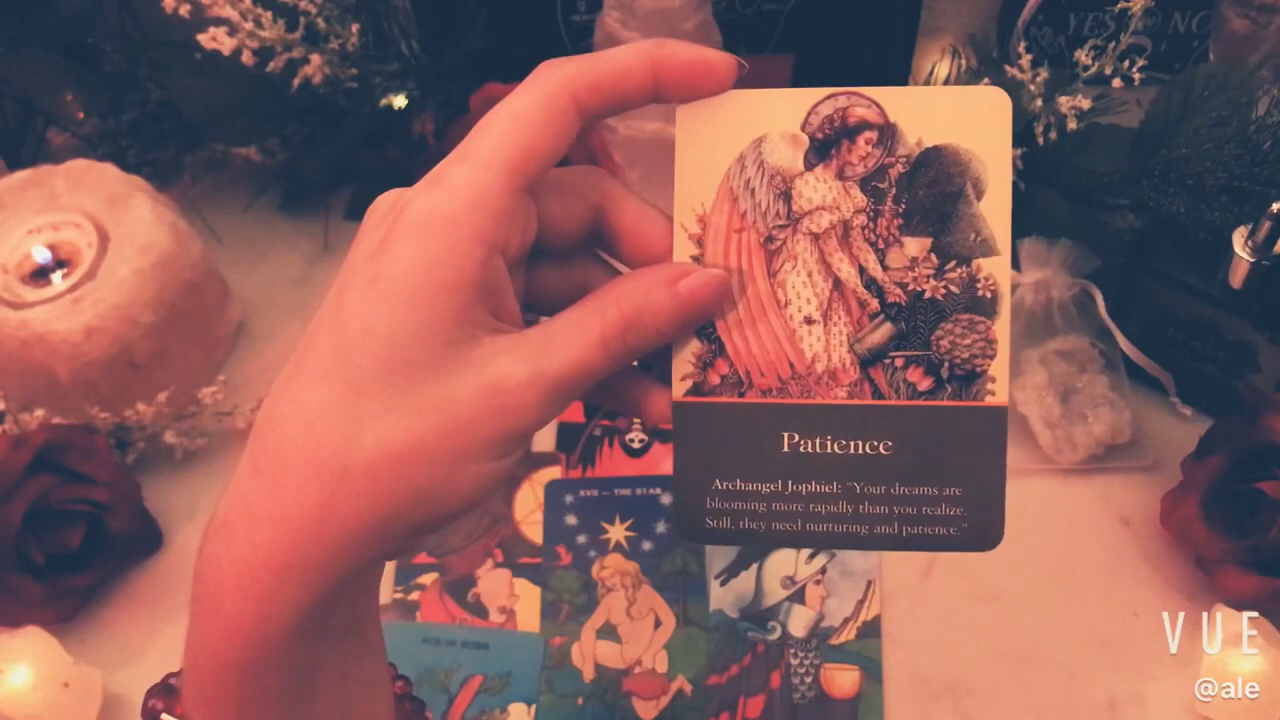 YES NO
Patience
Archangel Jophiel: “Your dreams are
blooming more rapidly than you realize.
Still, they need nurturing and patience.”
XVII — THE STAR
ACE OF RODS
VUE
@ale